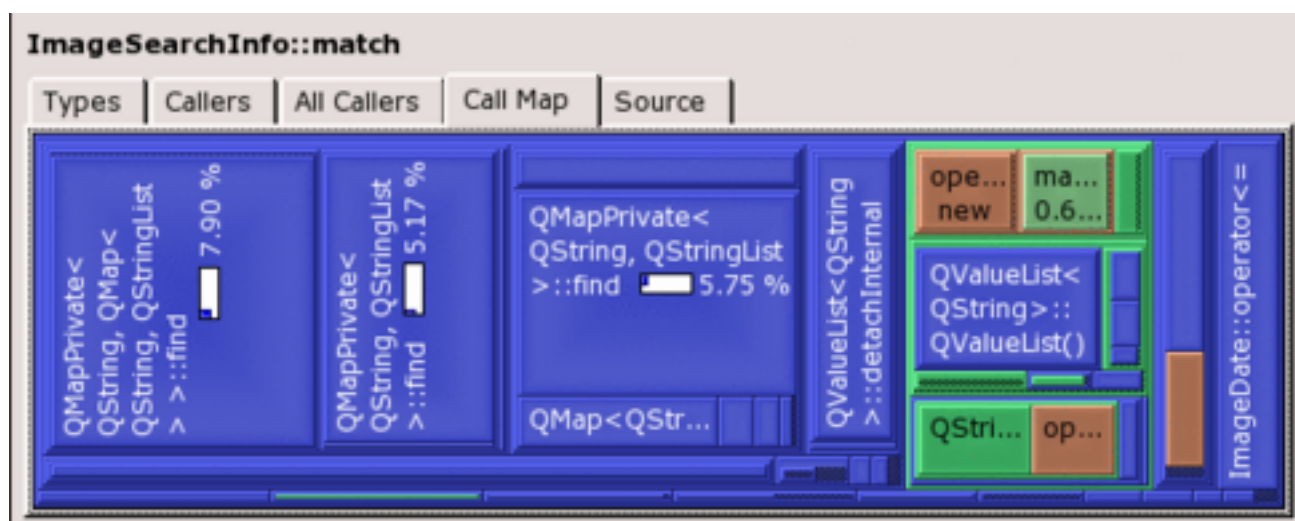 ImageSearchInfo::match
Types
Callers
All Callers
Call Map
Source
QMapPrivate<
QString, QMap<
QString, QStringList
> >::find 7.90 %
QMapPrivate<
QString, QStringList
>::find 5.17 %
QMapPrivate<
QString, QStringList
>::find 5.75 %
QMap<QStr...
QValueList<QString
>::detachInternal
ope...
new
ma...
0.6...
QValueList<
QString>::
QValueList()
QStri...
op...
ImageDate::operator<=